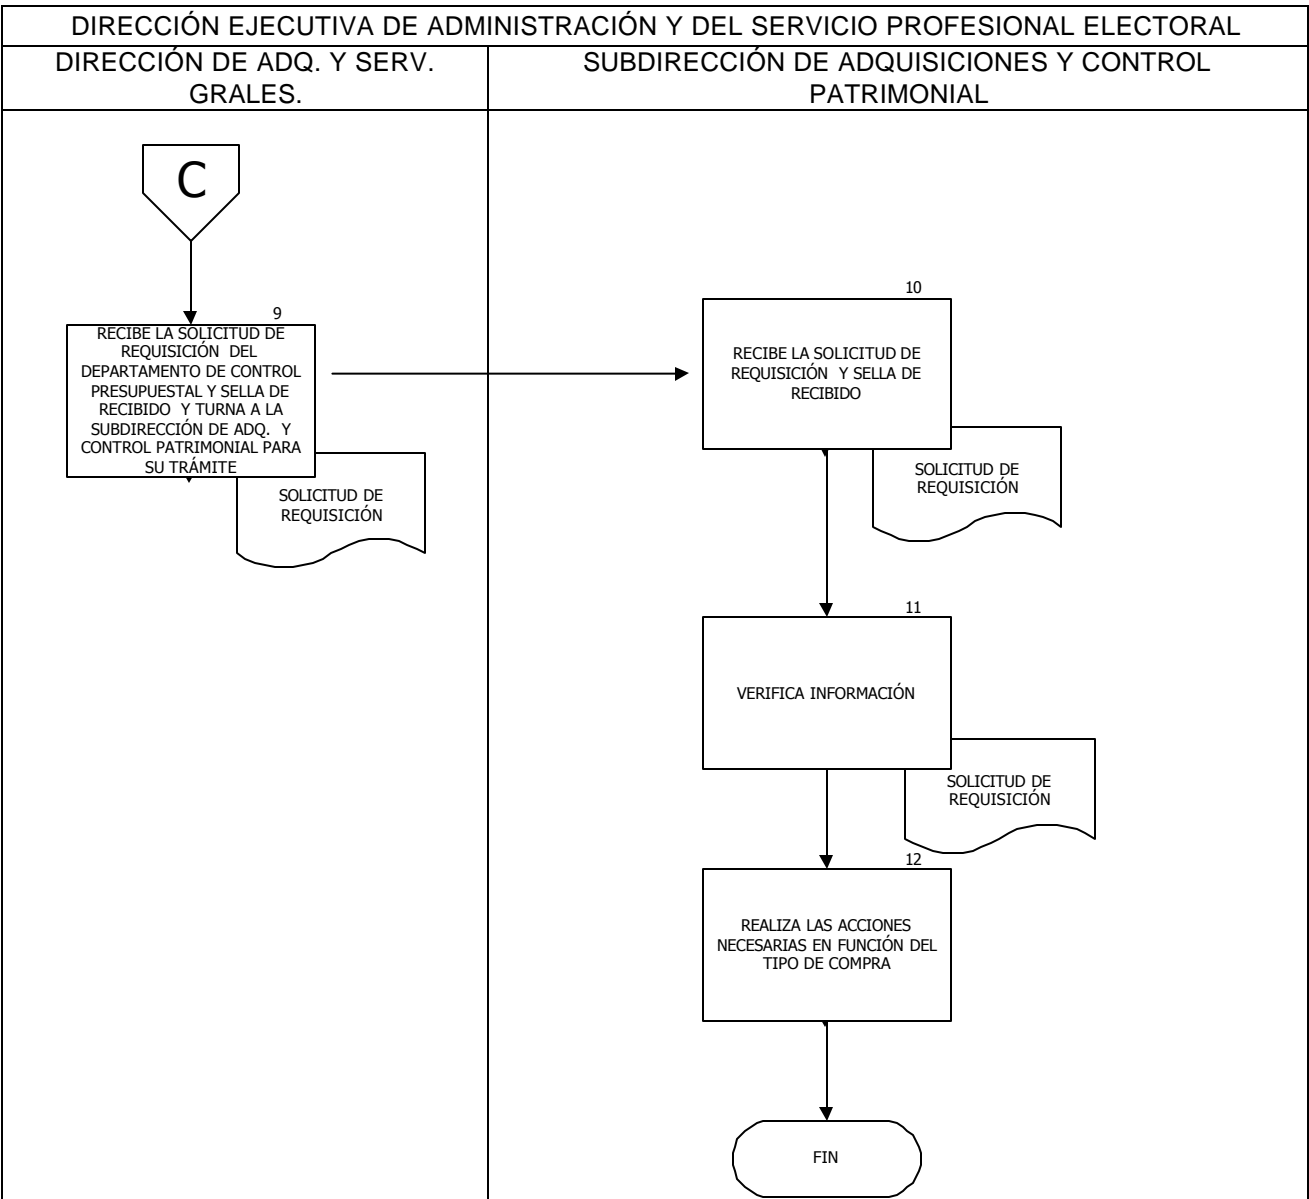 DIRECCIÓN EJECUTIVA DE ADMINISTRACIÓN Y DEL SERVICIO PROFESIONAL ELECTORAL
DIRECCIÓN DE ADQ. Y SERV.
GRALES.
SUBDIRECCIÓN DE ADQUISICIONES Y CONTROL
PATRIMONIAL
C
9
RECIBE LA SOLICITUD DE
REQUISICIÓN DEL
DEPARTAMENTO DE CONTROL
PRESUPUESTAL Y SELLA DE
RECIBIDO Y TURNA A LA
SUBDIRECCIÓN DE ADQ. Y
CONTROL PATRIMONIAL PARA
SU TRÁMITE
SOLICITUD DE
REQUISICIÓN
10
RECIBE LA SOLICITUD DE
REQUISICIÓN Y SELLA DE
RECIBIDO
SOLICITUD DE
REQUISICIÓN
11
VERIFICA INFORMACIÓN
SOLICITUD DE
REQUISICIÓN
12
REALIZA LAS ACCIONES
NECESARIAS EN FUNCIÓN DEL
TIPO DE COMPRA
FIN